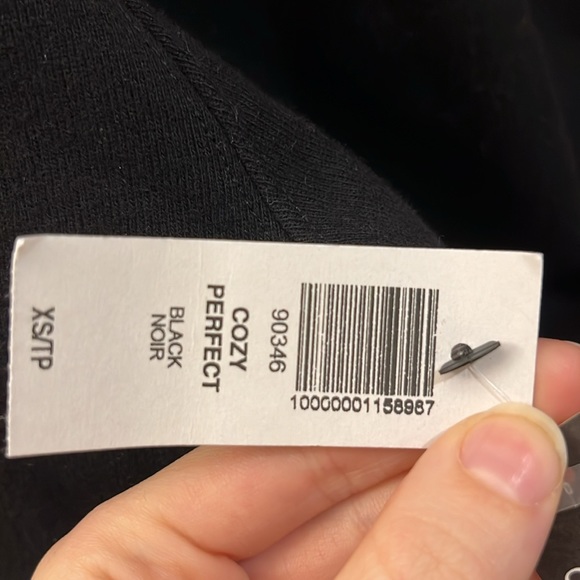 10000001158987
90346
COZY
PERFECT
BLACK
NOIR
XS/TP